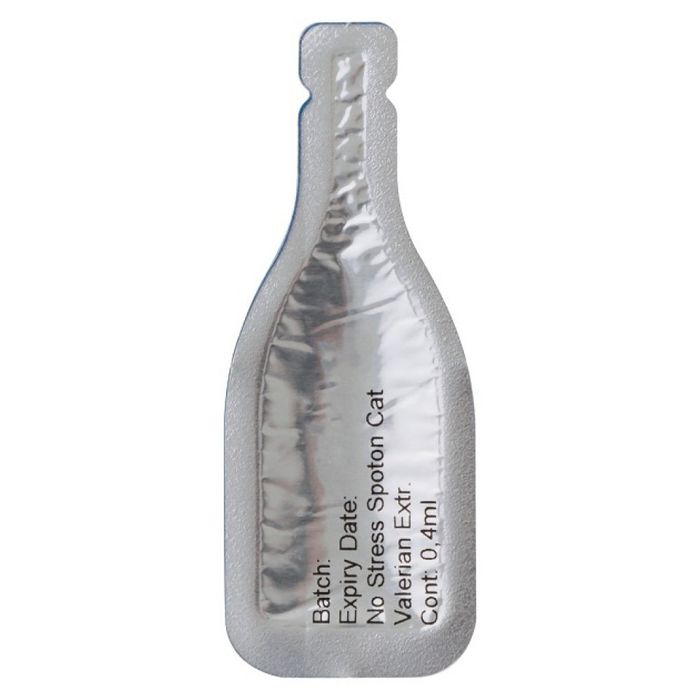 Batch:
Expiry Date:
No Stress Spoton Cat
Valerian Extr.
Cont: 0,4ml